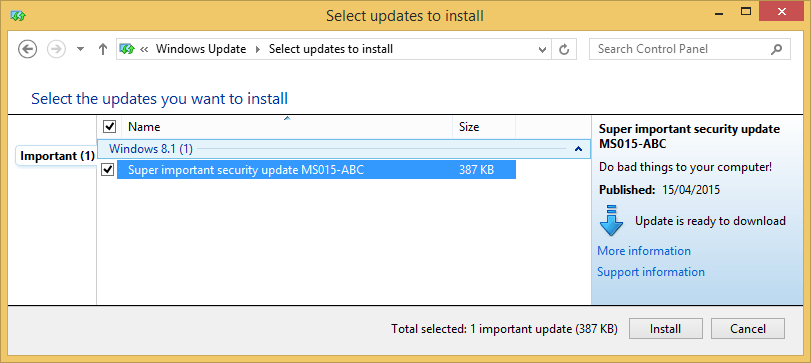 Select updates to install
« Windows Update Select updates to install
Search Control Panel
Select the updates you want to install
Name Size
Important (1)
Windows 8.1 (1)
Super important security update MS015-ABC 387 KB
Super important security update
MS015-ABC
Do bad things to your computer!
Published: 15/04/2015
Update is ready to download
More information
Support information
Total selected: 1 important update (387 KB)
Install
Cancel